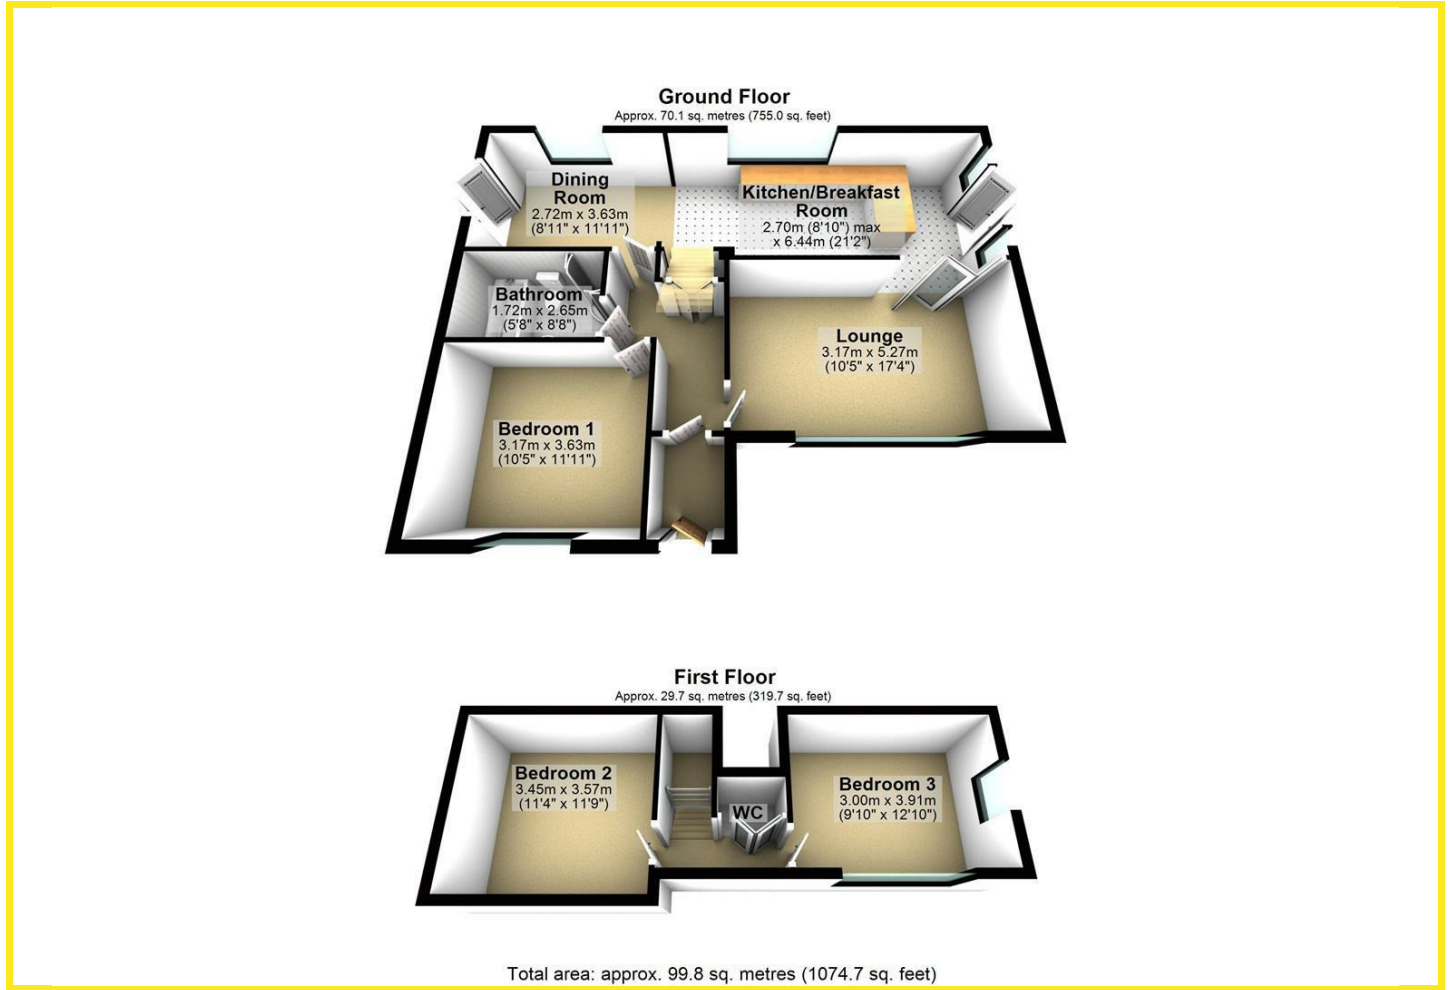 Ground Floor
Approx. 70.1 sq. metres (755.0 sq. feet)
Dining
Room
2.72m x 3.63m
(8'11" x 11'11")
Kitchen/Breakfast
Room
2.70m (8'10") max
x 6.44m (21'2")
Bathroom
1.72m x 2.65m
(5'8" x 8'8")
Lounge
3.17m x 5.27m
(10'5" x 17'4")
Bedroom 1
3.17m x 3.63m
(10'5" x 11'11")
First Floor
Approx. 29.7 sq. metres (319.7 sq. feet)
Bedroom 2
3.45m x 3.57m
(11'4" x 11'9")
WC
Bedroom 3
3.00m x 3.91m
(9'10" x 12'10")
Total area: approx. 99.8 sq. metres (1074.7 sq. feet)